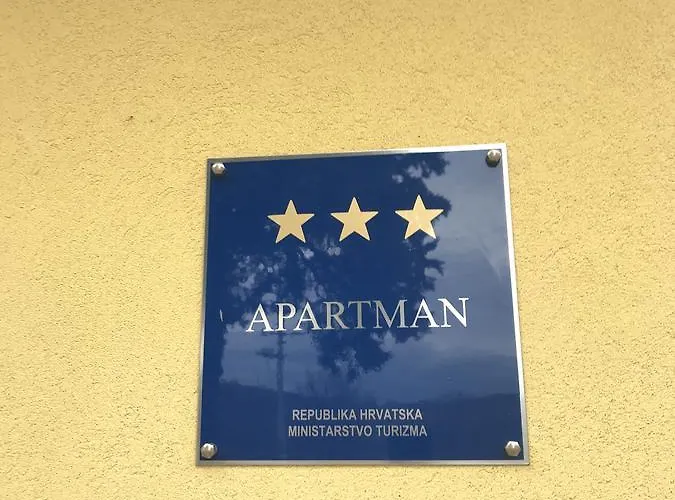 APARTMAN
REPUBLIKA HRVATSKA
MINISTARSTVO TURIZMA